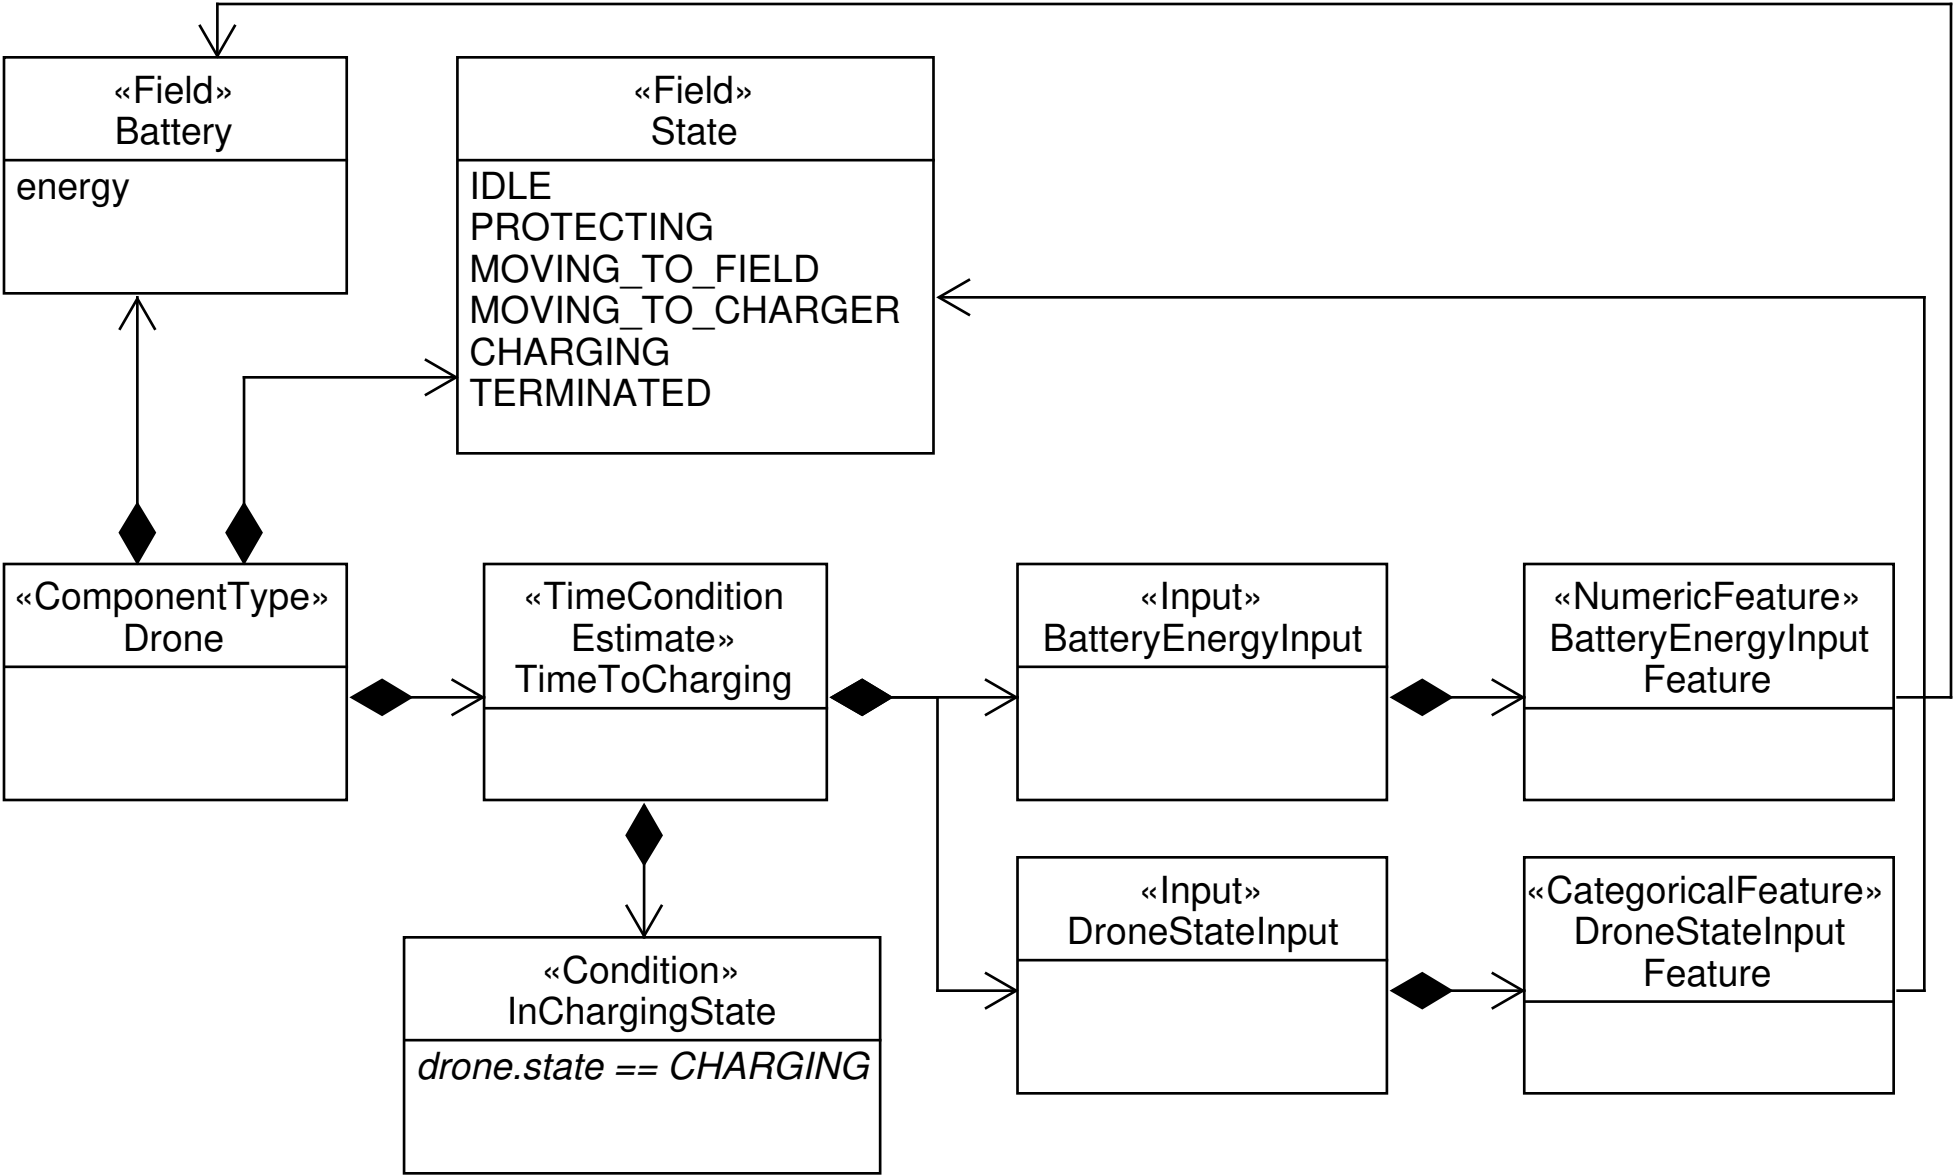 «Field»
Battery
energy
«Field»
State
IDLE
PROTECTING
MOVING_TO_FIELD
MOVING_TO_CHARGER
CHARGING
TERMINATED
«ComponentType»
Drone
«TimeCondition
Estimate»
TimeToCharging
«Input»
BatteryEnergyInput
«NumericFeature»
BatteryEnergyInput
Feature
«Condition»
InChargingState
drone.state == CHARGING
«Input»
DroneStateInput
«CategoricalFeature»
DroneStateInput
Feature